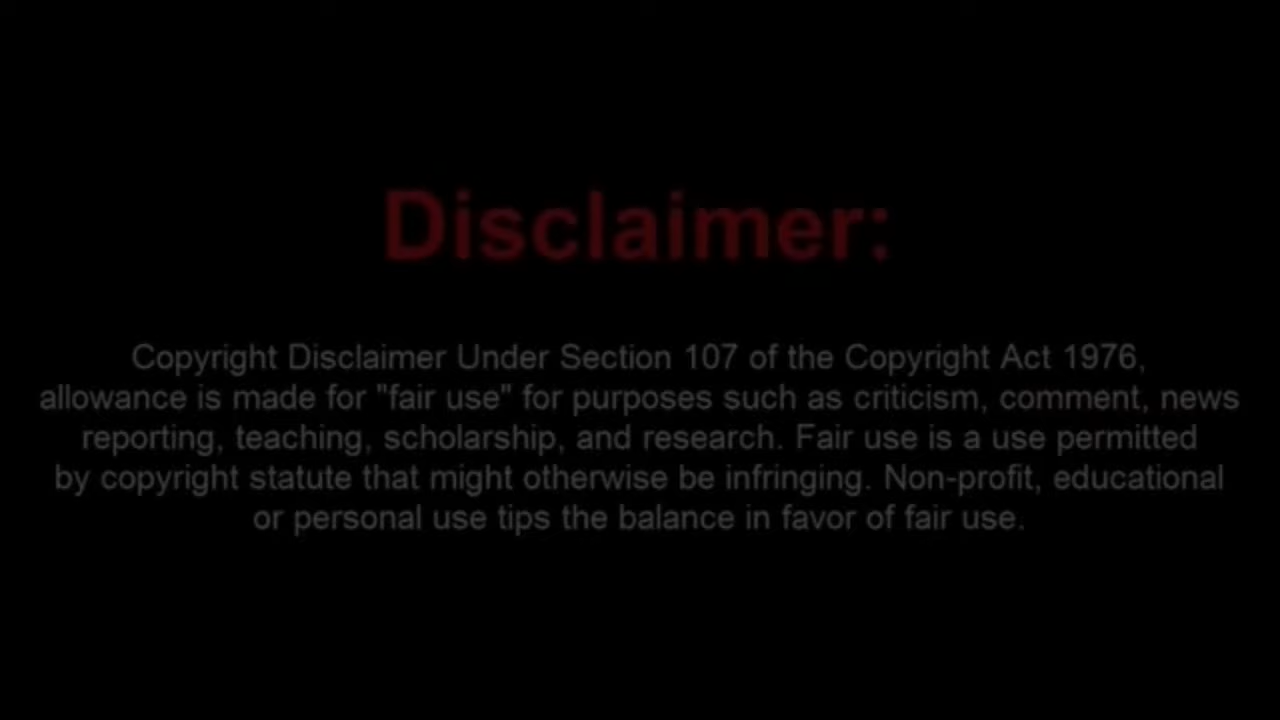 Disclaimer:
Copyright Disclaimer Under Section 107 of the Copyright Act 1976,
allowance is made for "fair use" for purposes such as criticism, comment, news
reporting, teaching, scholarship, and research. Fair use is a use permitted
by copyright statute that might otherwise be infringing. Non-profit, educational
or personal use tips the balance in favor of fair use.